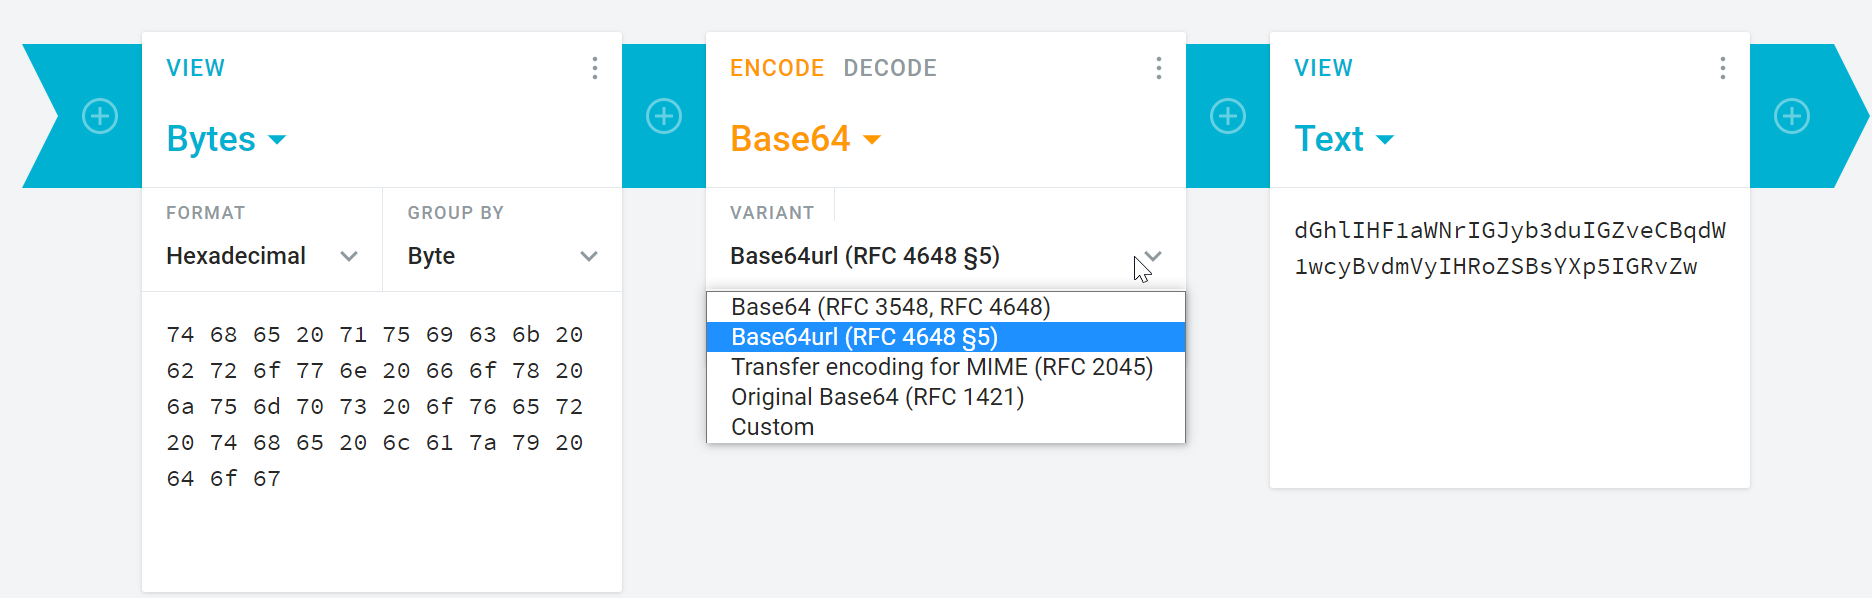 VIEW
Bytes
FORMAT
Hexadecimal
GROUP BY
Byte
74 68 65 20 71 75 69 63 6b 20
62 72 6f 77 6e 20 66 6f 78 20
6a 75 6d 70 73 20 6f 76 65 72
20 74 68 65 20 6c 61 7a 79 20
64 6f 67
ENCODE DECODE
Base64
VARIANT
Base64url (RFC 4648 §5)
Base64 (RFC 3548, RFC 4648)
Base64url (RFC 4648 §5)
Transfer encoding for MIME (RFC 2045)
Original Base64 (RFC 1421)
Custom
VIEW
Text
dGhlIHF1aWNrIGJyb3duIGZveCBqdW
1wcyBvdmVyIHRoZSBsYXp5IGRvZw